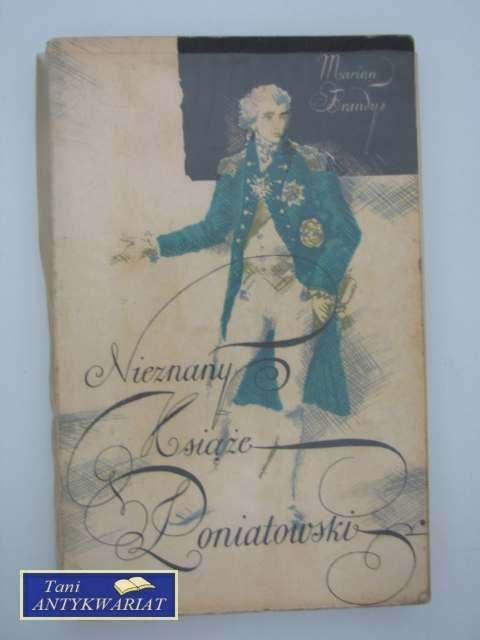 Marian
Brandys
Nieznany
Książę
Poniatowski
Tani
ANTYKWARIAT